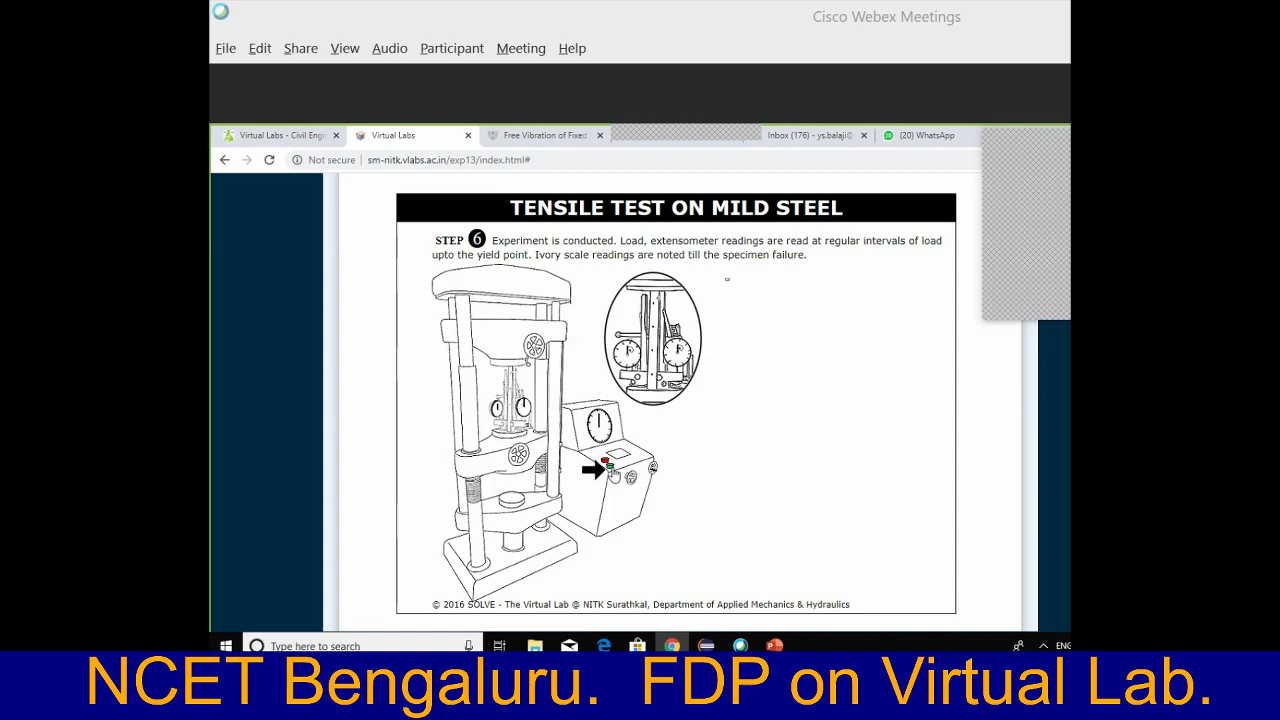 Cisco Webex Meetings
File Edit Share View Audio Participant Meeting Help
Virtual Labs - Civil Engi Virtual Labs Free Vibration of Fixed Inbox (176) - ys.balaji© (20) WhatsApp
Not secure sm-nitk.vlabs.ac.in/exp13/index.html#
TENSILE TEST ON MILD STEEL
STEP 6 Experiment is conducted. Load, extensometer readings are read at regular intervals of load
upto the yield point. Ivory scale readings are noted till the specimen failure.
© 2016 SOLVE - The Virtual Lab @ NITK Surathkal, Department of Applied Mechanics & Hydraulics
Type here to search ENG
NCET Bengaluru. FDP on Virtual Lab.